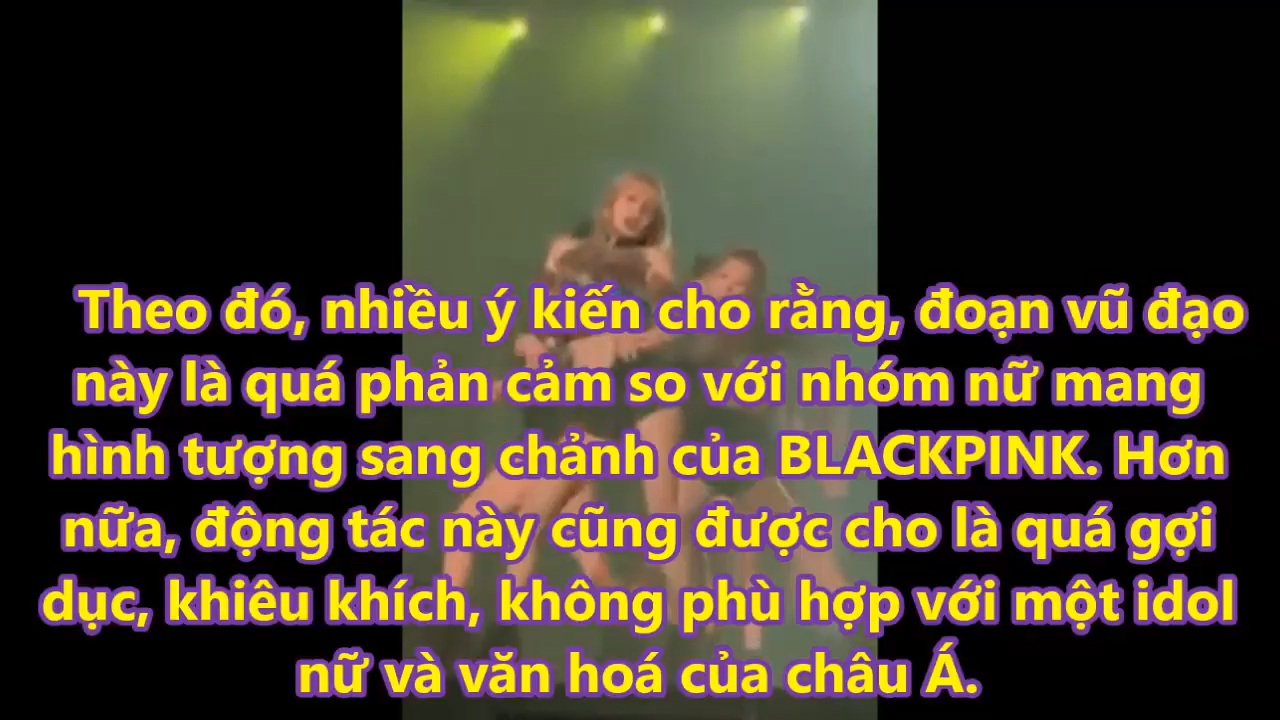 Theo đó, nhiều ý kiến cho rằng, đoạn vũ đạo
này là quá phản cảm so với nhóm nữ mang
hình tượng sang chảnh của BLACKPINK. Hơn
nữa, động tác này cũng được cho là quá gợi
dục, khiêu khích, không phù hợp với một idol
nữ và văn hoá của châu Á.